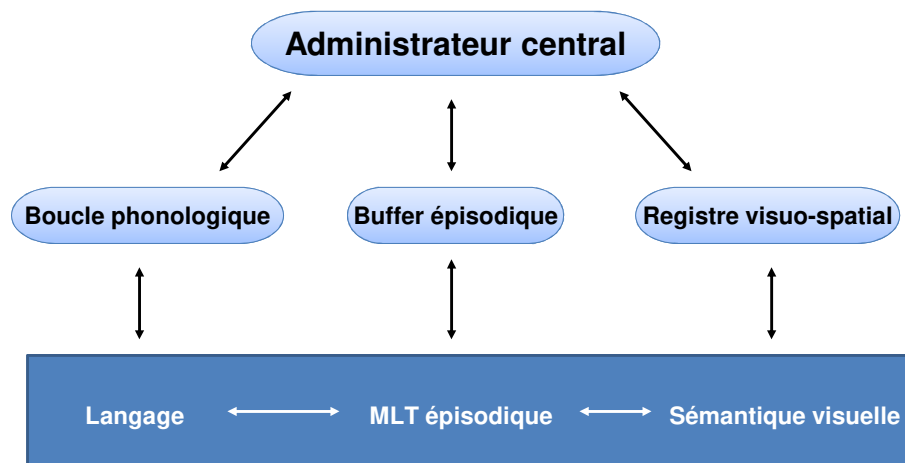 Administrateur central
Boucle phonologique
Buffer épisodique
Registre visuo-spatial
Langage
MLT épisodique
Sémantique visuelle